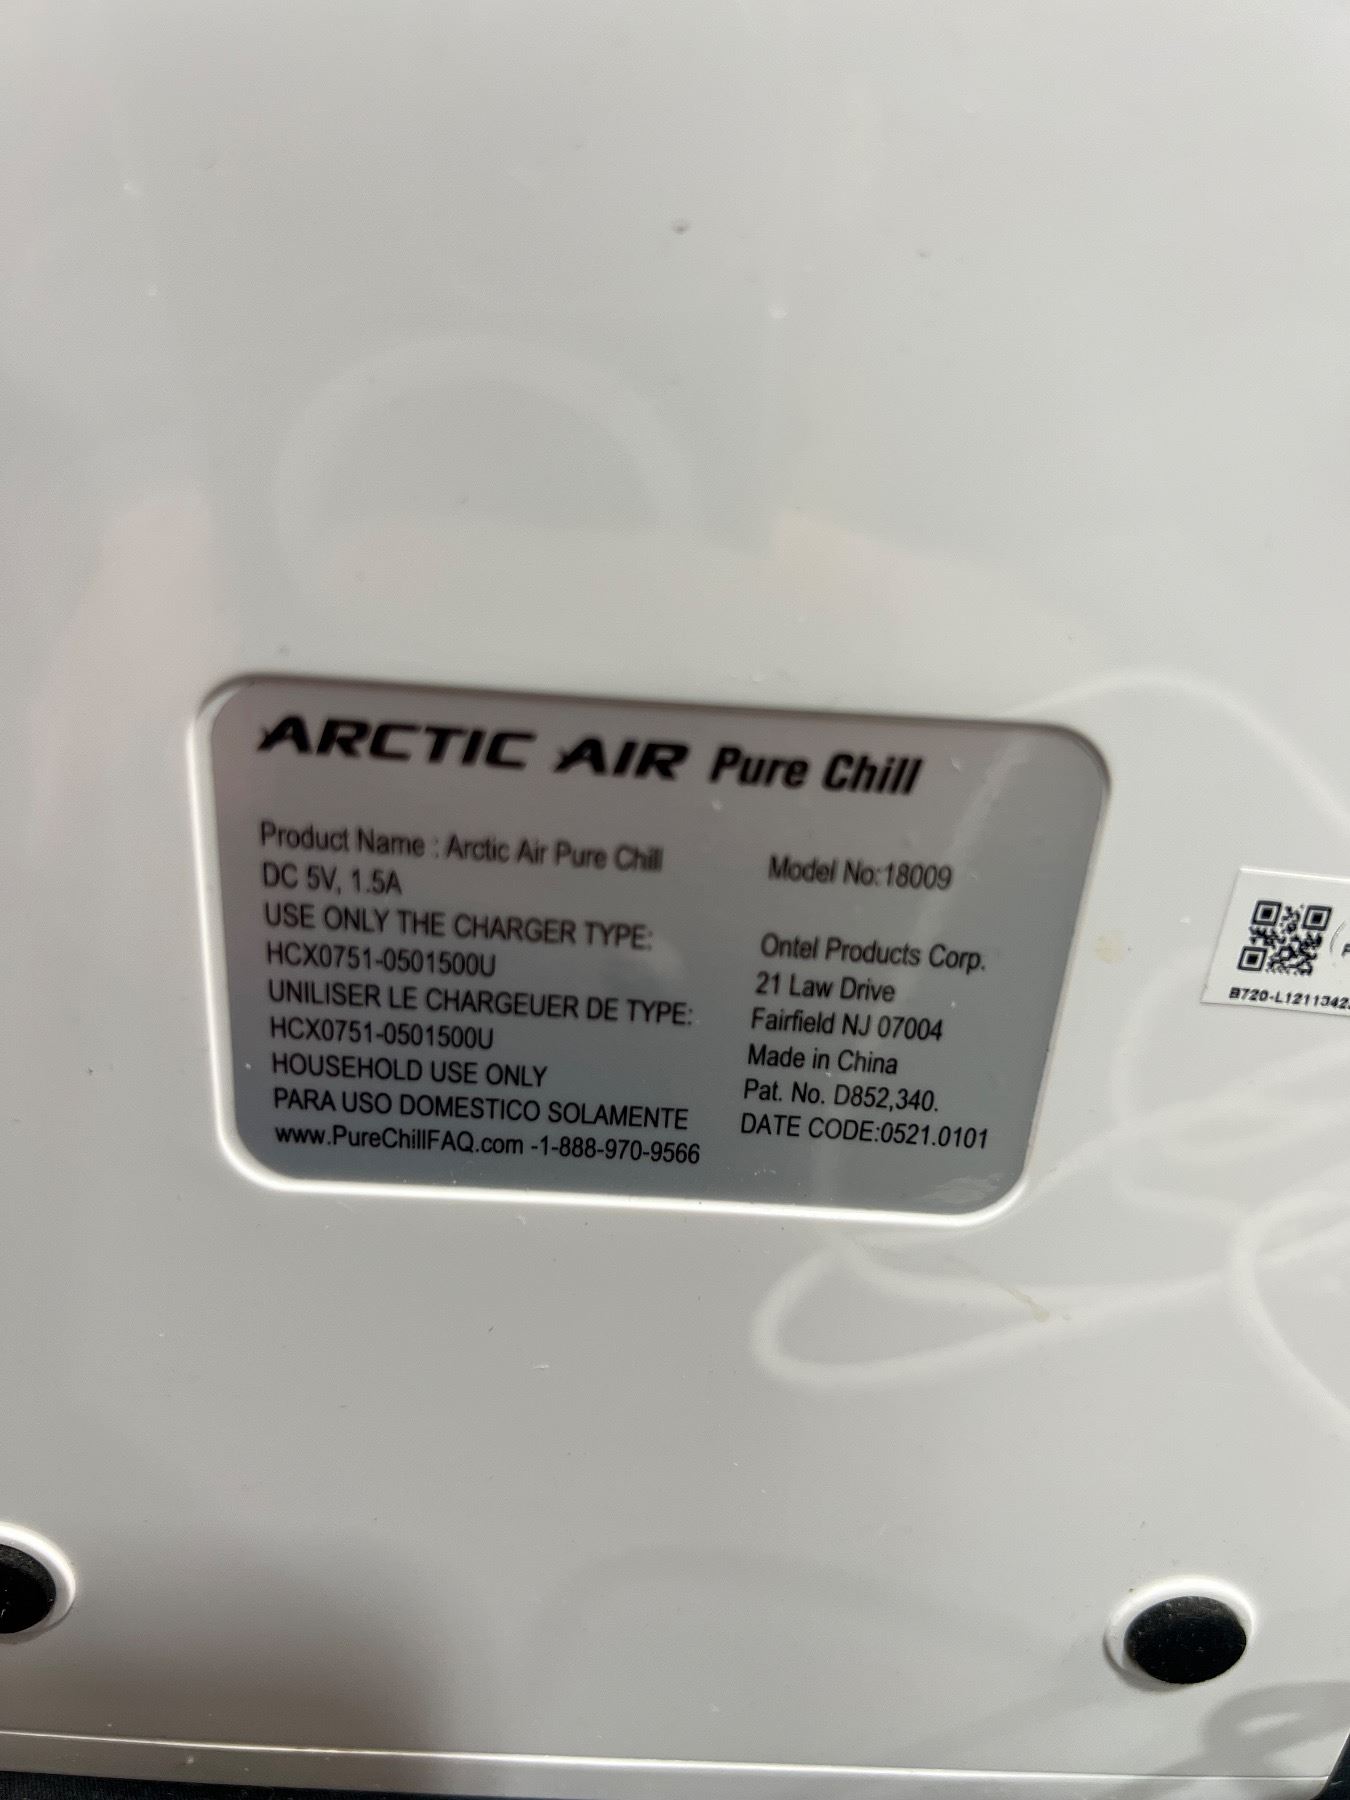 ARCTIC AIR Pure Chill
Product Name : Arctic Air Pure Chill
DC 5V, 1.5A
USE ONLY THE CHARGER TYPE:
HCX0751-0501500U
UNILISER LE CHARGEUER DE TYPE:
HCX0751-0501500U
HOUSEHOLD USE ONLY
PARA USO DOMESTICO SOLAMENTE
www.PureChillFAQ.com -1-888-970-9566
Model No:18009
Ontel Products Corp.
21 Law Drive
Fairfield NJ 07004
Made in China
Pat. No. D852,340.
DATE CODE:0521.0101